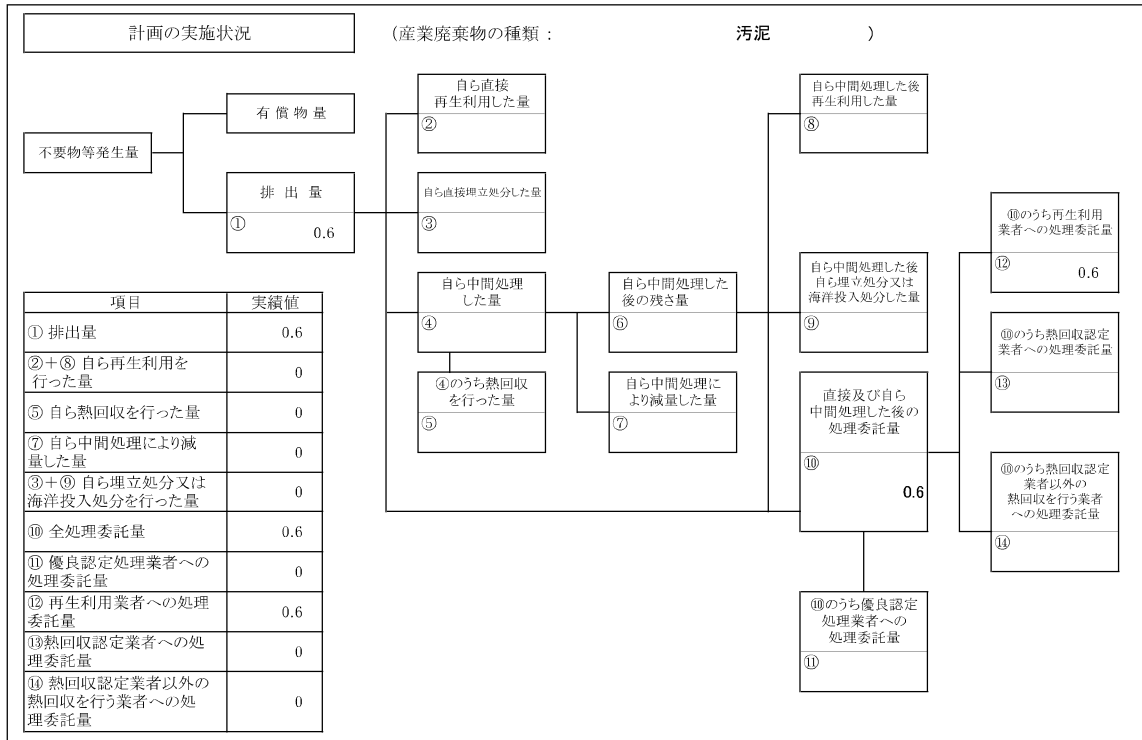 計画の実施状況
(産業廃棄物の種類： 汚泥 )
不要物等発生量
有償物量
排出量
①
0.6
自ら直接
再生利用した量
②
自ら直接埋立処分した量
③
自ら中間処理
した量
④
④のうち熱回収
を行った量
⑤
自ら中間処理した
後の残さ量
⑥
自ら中間処理に
より減量した量
⑦
自ら中間処理した後
再生利用した量
⑧
自ら中間処理した後
自ら埋立処分又は
海洋投入処分した量
⑨
直接及び自ら
中間処理した後の
処理委託量
⑩
0.6
⑩のうち優良認定
処理業者への
処理委託量
⑪
⑩のうち再生利用
業者への処理委託量
⑫
0.6
⑩のうち熱回収認定
業者への処理委託量
⑬
⑩のうち熱回収認定
業者以外の
熱回収を行う業者
への処理委託量
⑭
項目 実績値
① 排出量 0.6
②＋⑧ 自ら再生利用を
行った量 0
⑤ 自ら熱回収を行った量 0
⑦ 自ら中間処理により減
量した量 0
③＋⑨ 自ら埋立処分又は
海洋投入処分を行った量 0
⑩ 全処理委託量 0.6
⑪ 優良認定処理業者への
処理委託量 0
⑫ 再生利用業者への処理
委託量 0.6
⑬熱回収認定業者への処
理委託量 0
⑭ 熱回収認定業者以外の
熱回収を行う業者への処
理委託量 0